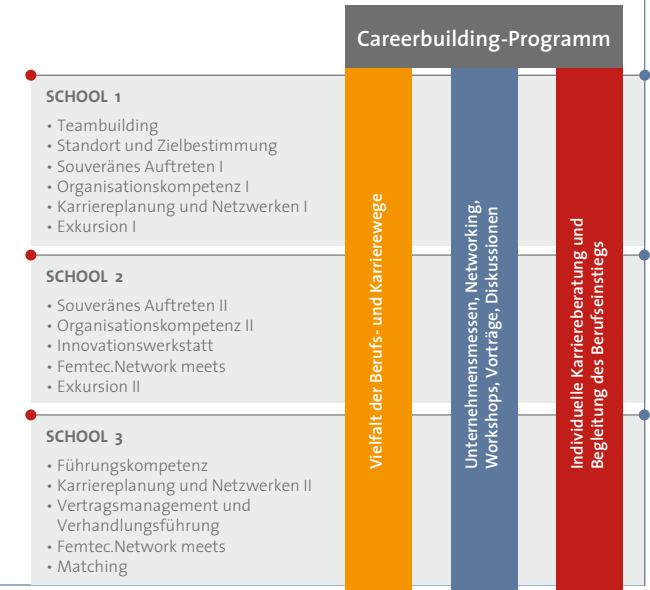 Careerbuilding-Programm
SCHOOL 1
• Teambuilding
• Standort und Zielbestimmung
• Souveränes Auftreten I
• Organisationskompetenz I
• Karriereplanung und Netzwerken I
• Exkursion I
SCHOOL 2
• Souveränes Auftreten II
• Organisationskompetenz II
• Innovationswerkstatt
• Femtec.Network meets
• Exkursion II
SCHOOL 3
• Führungskompetenz
• Karriereplanung und Netzwerken II
• Vertragsmanagement und
Verhandlungsführung
• Femtec.Network meets
• Matching
Vielfalt der Berufs- und Karrierewege
Unternehmensmessen, Networking,
Workshops, Vorträge, Diskussionen
Individuelle Karriereberatung und
Begleitung des Berufseinstiegs